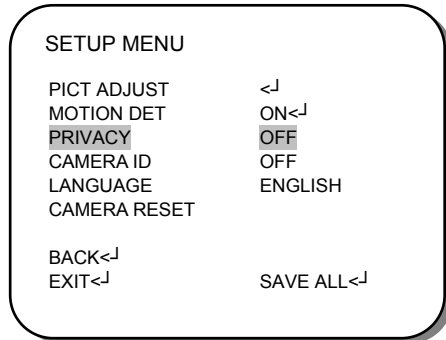 SETUP MENU
PICT ADJUST <┘
MOTION DET ON<┘
PRIVACY OFF
CAMERA ID OFF
LANGUAGE ENGLISH
CAMERA RESET
BACK<┘
EXIT<┘ SAVE ALL<┘